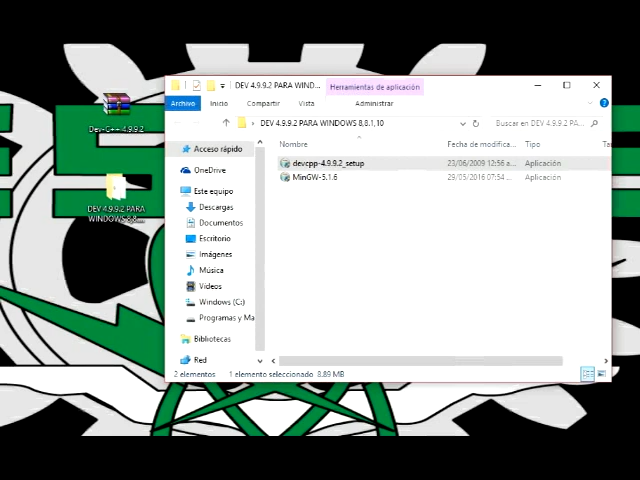 Dev-C++ 4.9.9.2
DEV 4.9.9.2 PARA
WINDOWS 8,8....
DEV 4.9.9.2 PARA WIND...
Herramientas de aplicación
Archivo
Inicio
Compartir
Vista
Administrar
DEV 4.9.9.2 PARA WINDOWS 8,8.1,10
Buscar en DEV 4.9.9.2 PA...
Acceso rápido
OneDrive
Este equipo
Descargas
Documentos
Escritorio
Imágenes
Música
Vídeos
Windows (C:)
Programas y Ma
Bibliotecas
Red
Nombre
Fecha de modifica...
Tipo
Ta
devcpp-4.9.9.2_setup
23/06/2009 12:56 a...
Aplicación
MinGW-5.1.6
29/05/2016 07:54 ...
Aplicación
2 elementos
1 elemento seleccionado 8.89 MB